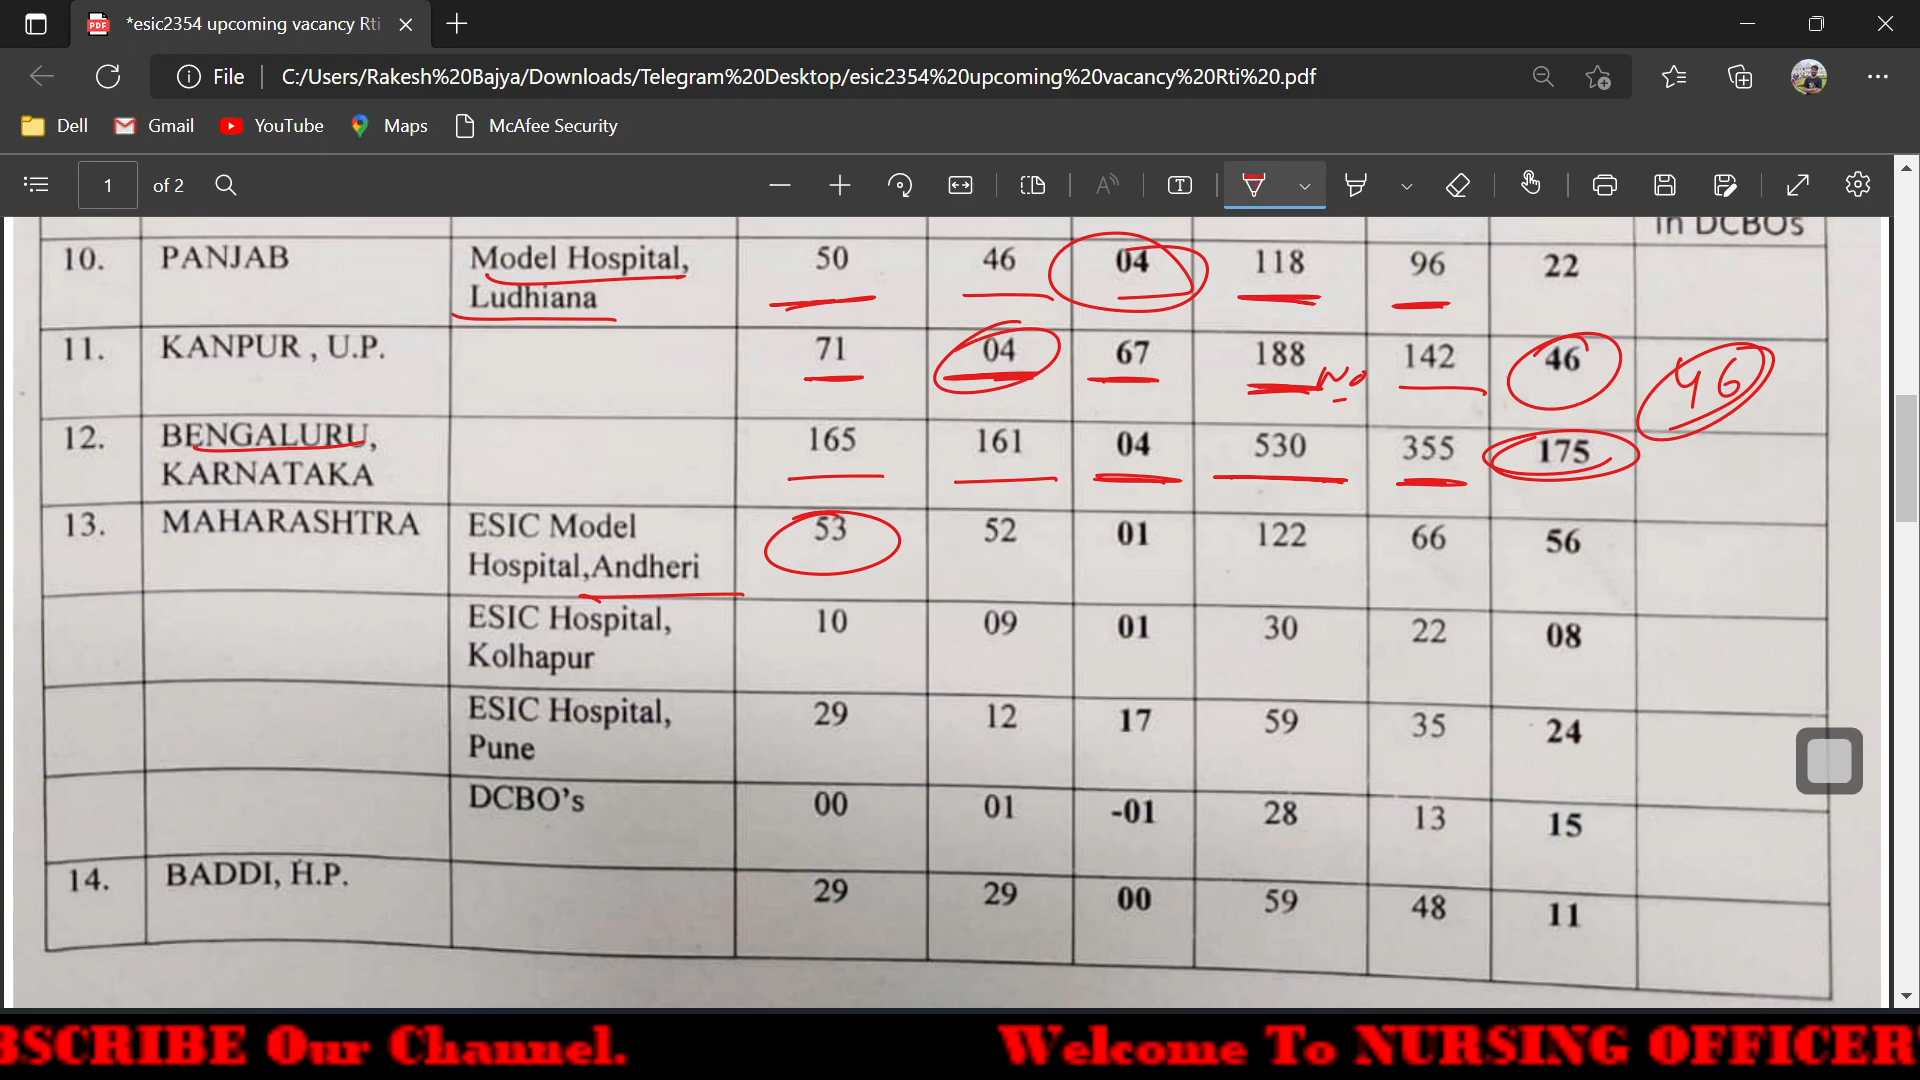 *esic2354 upcoming vacancy Rti
File C:/Users/Rakesh%20Bajya/Downloads/Telegram%20Desktop/esic2354%20upcoming%20vacancy%20Rti%20.pdf
Dell Gmail YouTube Maps McAfee Security
1 of 2
in DCBOs
10. PANJAB Model Hospital, Ludhiana 50 46 04 118 96 22
11. KANPUR , U.P. 71 04 67 188 No 142 46 46
12. BENGALURU, KARNATAKA 165 161 04 530 355 175
13. MAHARASHTRA ESIC Model Hospital,Andheri 53 52 01 122 66 56
ESIC Hospital, Kolhapur 10 09 01 30 22 08
ESIC Hospital, Pune 29 12 17 59 35 24
DCBO's 00 01 -01 28 13 15
14. BADDI, H.P. 29 29 00 59 48 11
BSCRIBE Our Channel. Welcome To NURSING OFFICER